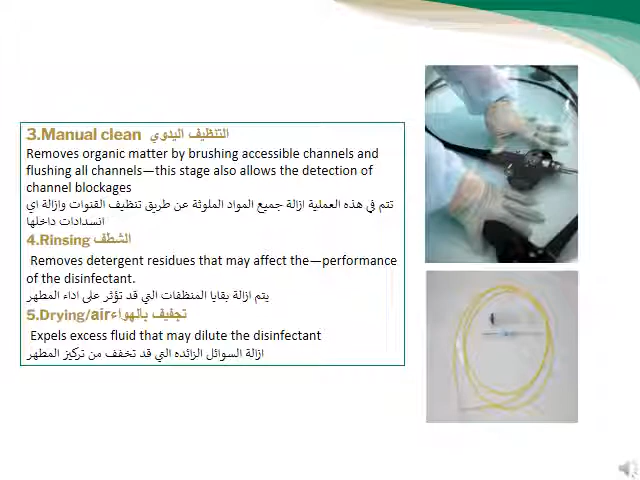 3.Manual clean التنظيف اليدوي
Removes organic matter by brushing accessible channels and
flushing all channels—this stage also allows the detection of
channel blockages
تتم في هذه العملية ازالة جميع المواد الملوثة عن طريق تنظيف القنوات وازالة اي
انسدادات داخلها
4.Rinsing الشطف
Removes detergent residues that may affect the—performance
of the disinfectant.
يتم ازالة بقايا المنظفات التي قد تؤثر على اداء المطهر
5.Drying/air تجفيف بالهواء
Expels excess fluid that may dilute the disinfectant
ازالة السوائل الزائده التي قد تخفف من تركيز المطهر